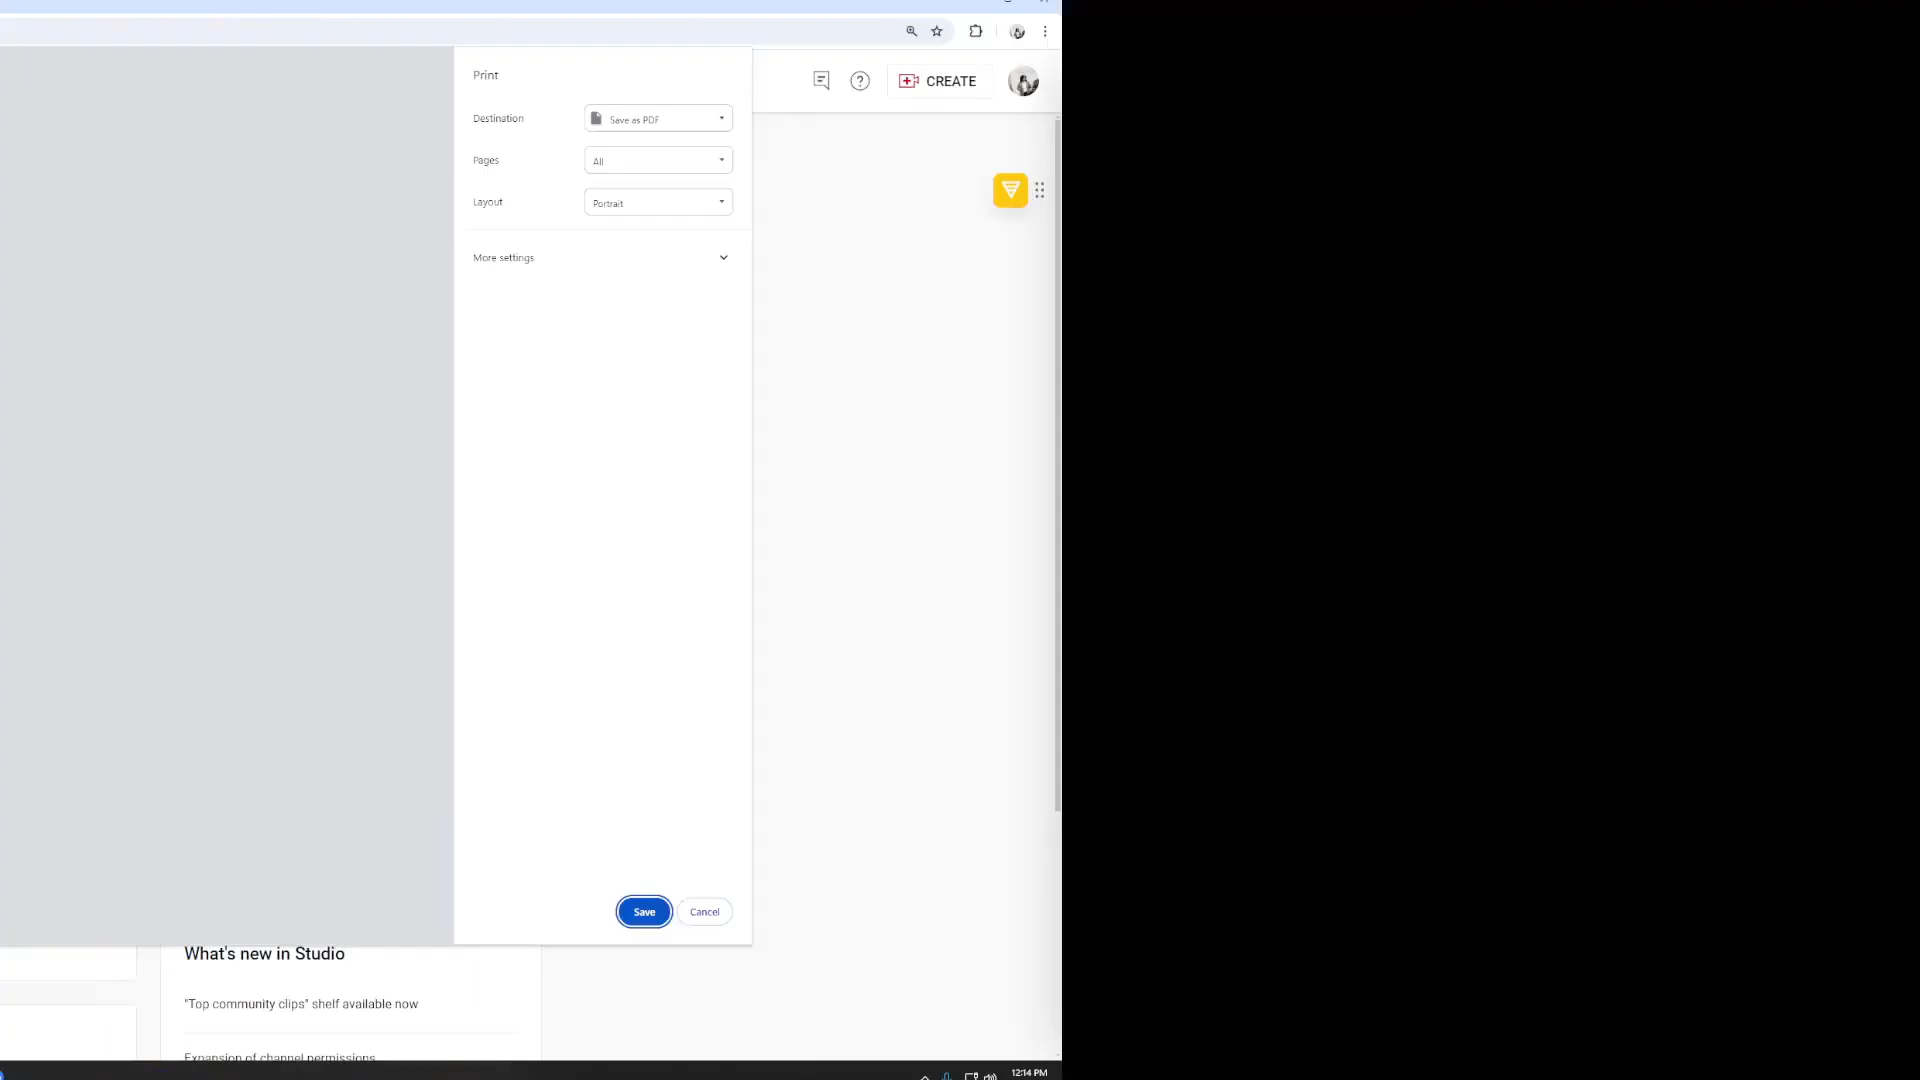 CREATE
Print
Destination
Save as PDF
Pages
All
Layout
Portrait
More settings
Save
Cancel
What's new in Studio
"Top community clips" shelf available now
Expansion of channel permissions
12:14 PM